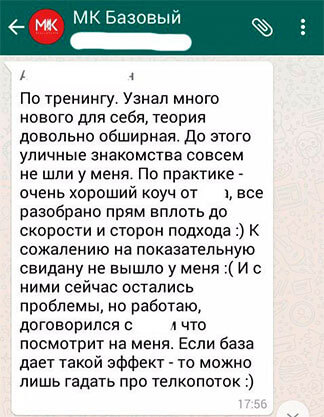 МК
МК Базовый
По тренингу. Узнал много
нового для себя, теория
довольно обширная. До этого
уличные знакомства совсем
не шли у меня. По практике -
очень хороший коуч от а, все
разобрано прям вплоть до
скорости и сторон подхода :) К
сожалению на показательную
свидану не вышло у меня :( И с
ними сейчас остались
проблемы, но работаю,
договорился с что
посмотрит на меня. Если база
дает такой эффект - то можно
лишь гадать про телкопоток :)
17:56